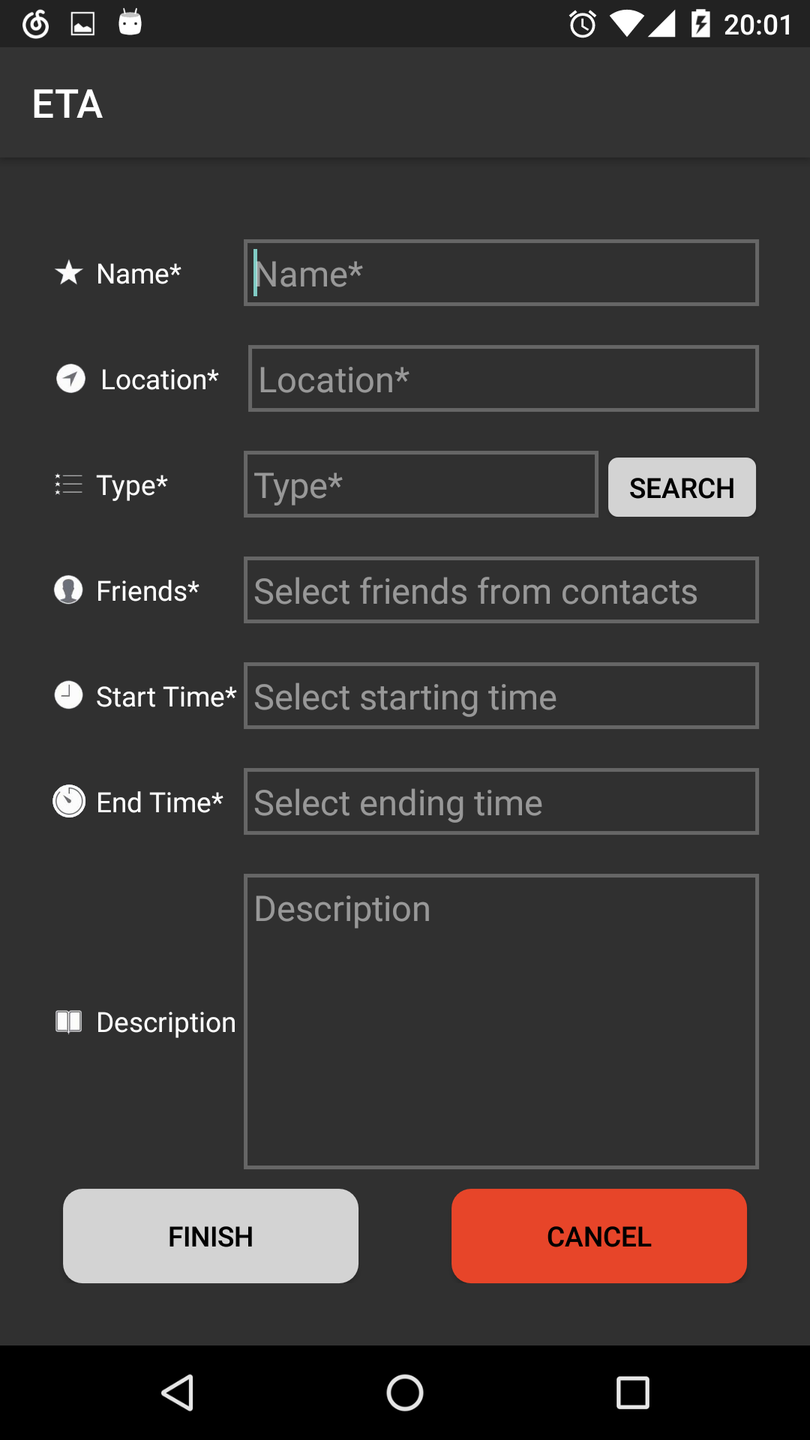 20:01
ETA
Name* Name*
Location* Location*
Type* Type* SEARCH
Friends* Select friends from contacts
Start Time* Select starting time
End Time* Select ending time
Description
Description
FINISH CANCEL